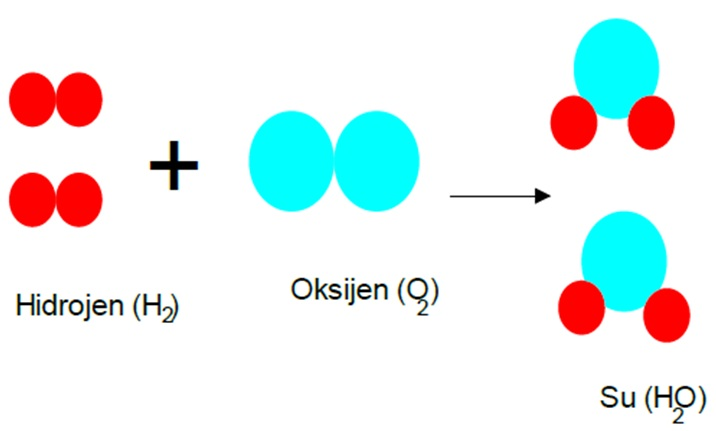 +
Hidrojen (H₂)
Oksijen (O₂)
Su (H₂O)